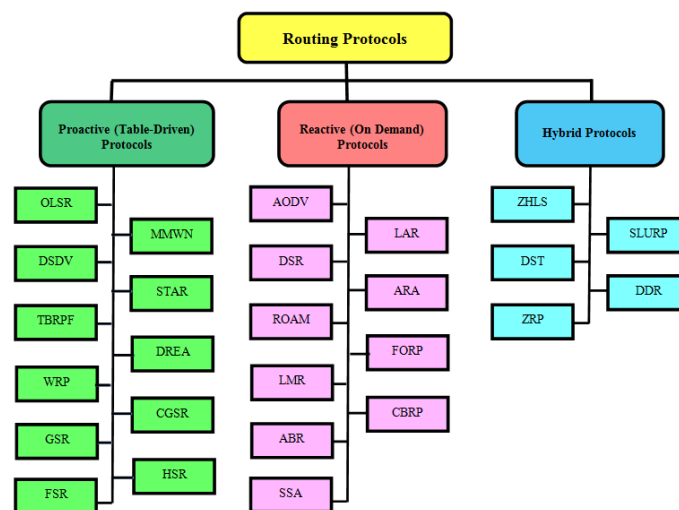 Routing Protocols
Proactive (Table-Driven)
Protocols
OLSR
MMWN
DSDV
STAR
TBRPF
DREA
WRP
CGSR
GSR
HSR
FSR
Reactive (On Demand)
Protocols
AODV
LAR
DSR
ARA
ROAM
FORP
LMR
CBRP
ABR
SSA
Hybrid Protocols
ZHLS
SLURP
DST
DDR
ZRP